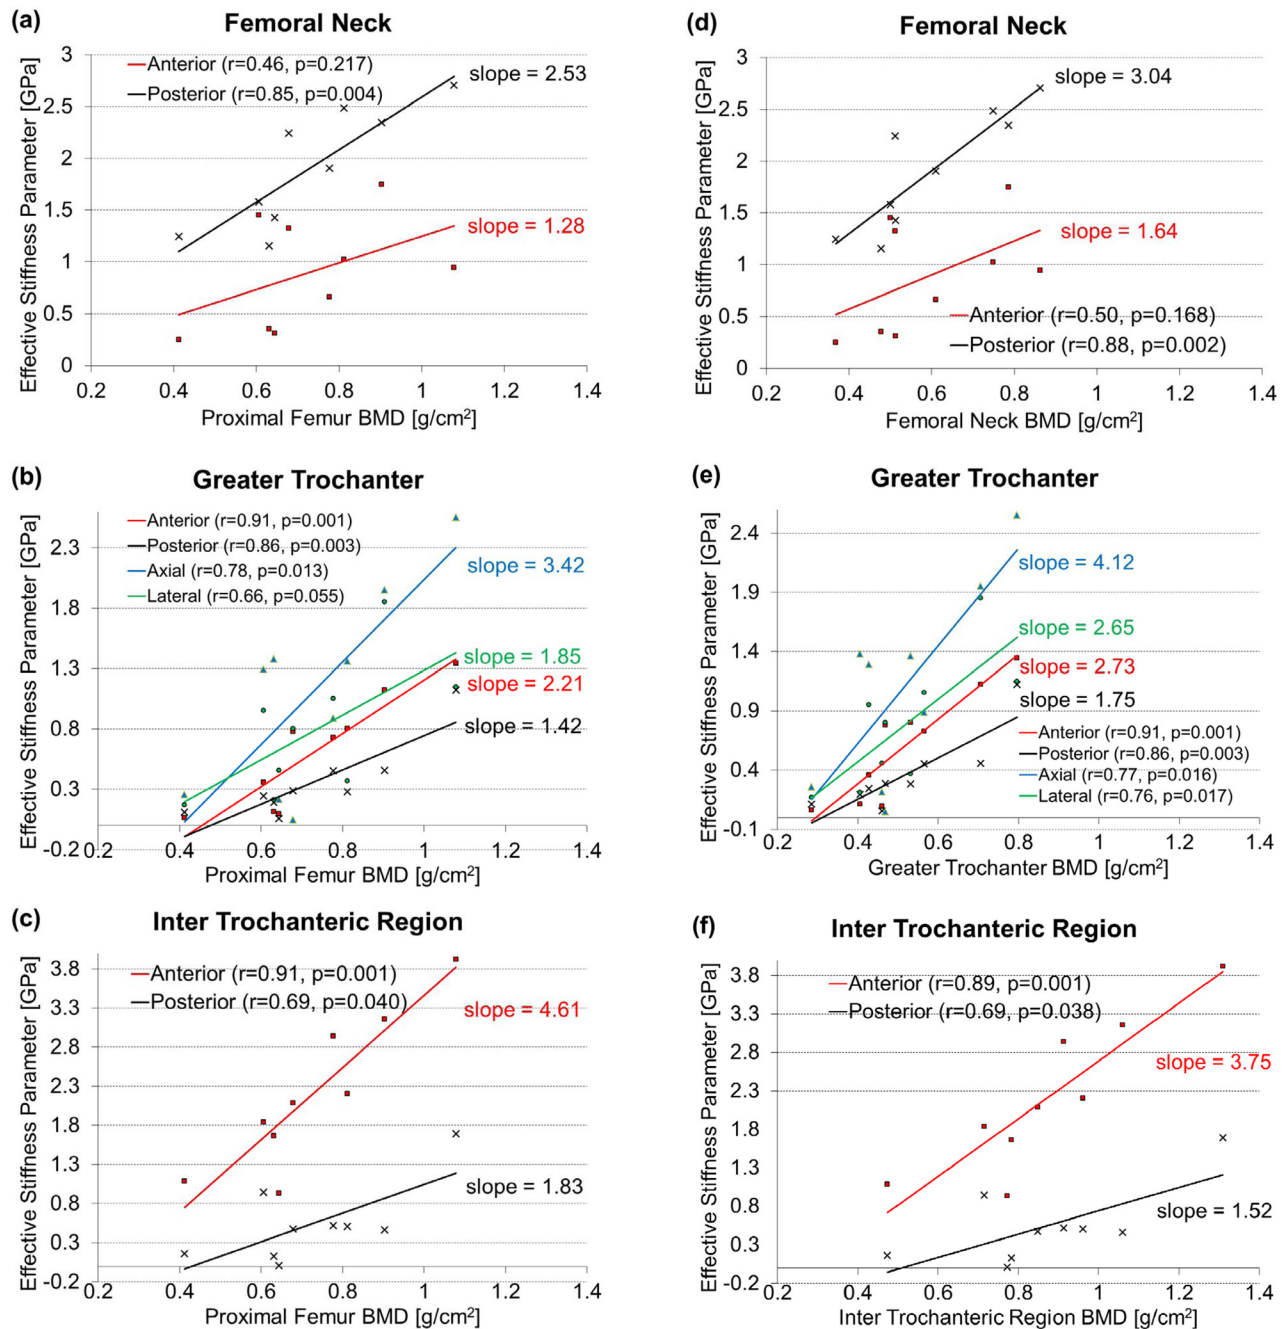 (a)
Femoral Neck
Effective Stiffness Parameter [GPa]
3
2.5
2
1.5
1
0.5
0
Anterior (r=0.46, p=0.217)
Posterior (r=0.85, p=0.004)
slope = 2.53
slope = 1.28
0.2 0.4 0.6 0.8 1 1.2 1.4
Proximal Femur BMD [g/cm²]
(d)
Femoral Neck
Effective Stiffness Parameter [GPa]
3
2.5
2
1.5
1
0.5
0
slope = 3.04
slope = 1.64
Anterior (r=0.50, p=0.168)
Posterior (r=0.88, p=0.002)
0.2 0.4 0.6 0.8 1 1.2 1.4
Femoral Neck BMD [g/cm²]
(b)
Greater Trochanter
Effective Stiffness Parameter [GPa]
2.3
1.8
1.3
0.8
0.3
-0.2
Anterior (r=0.91, p=0.001)
Posterior (r=0.86, p=0.003)
Axial (r=0.78, p=0.013)
Lateral (r=0.66, p=0.055)
slope = 3.42
slope = 1.85
slope = 2.21
slope = 1.42
0.2 0.4 0.6 0.8 1 1.2 1.4
Proximal Femur BMD [g/cm²]
(e)
Greater Trochanter
Effective Stiffness Parameter [GPa]
2.4
1.9
1.4
0.9
0.4
-0.1
slope = 4.12
slope = 2.65
slope = 2.73
slope = 1.75
Anterior (r=0.91, p=0.001)
Posterior (r=0.86, p=0.003)
Axial (r=0.77, p=0.016)
Lateral (r=0.76, p=0.017)
0.2 0.4 0.6 0.8 1 1.2 1.4
Greater Trochanter BMD [g/cm²]
(c)
Inter Trochanteric Region
Effective Stiffness Parameter [GPa]
3.8
3.3
2.8
2.3
1.8
1.3
0.8
0.3
-0.2
Anterior (r=0.91, p=0.001)
Posterior (r=0.69, p=0.040)
slope = 4.61
slope = 1.83
0.2 0.4 0.6 0.8 1 1.2 1.4
Proximal Femur BMD [g/cm²]
(f)
Inter Trochanteric Region
Effective Stiffness Parameter [GPa]
3.8
3.3
2.8
2.3
1.8
1.3
0.8
0.3
-0.2
Anterior (r=0.89, p=0.001)
Posterior (r=0.69, p=0.038)
slope = 3.75
slope = 1.52
0.2 0.4 0.6 0.8 1 1.2 1.4
Inter Trochanteric Region BMD [g/cm²]